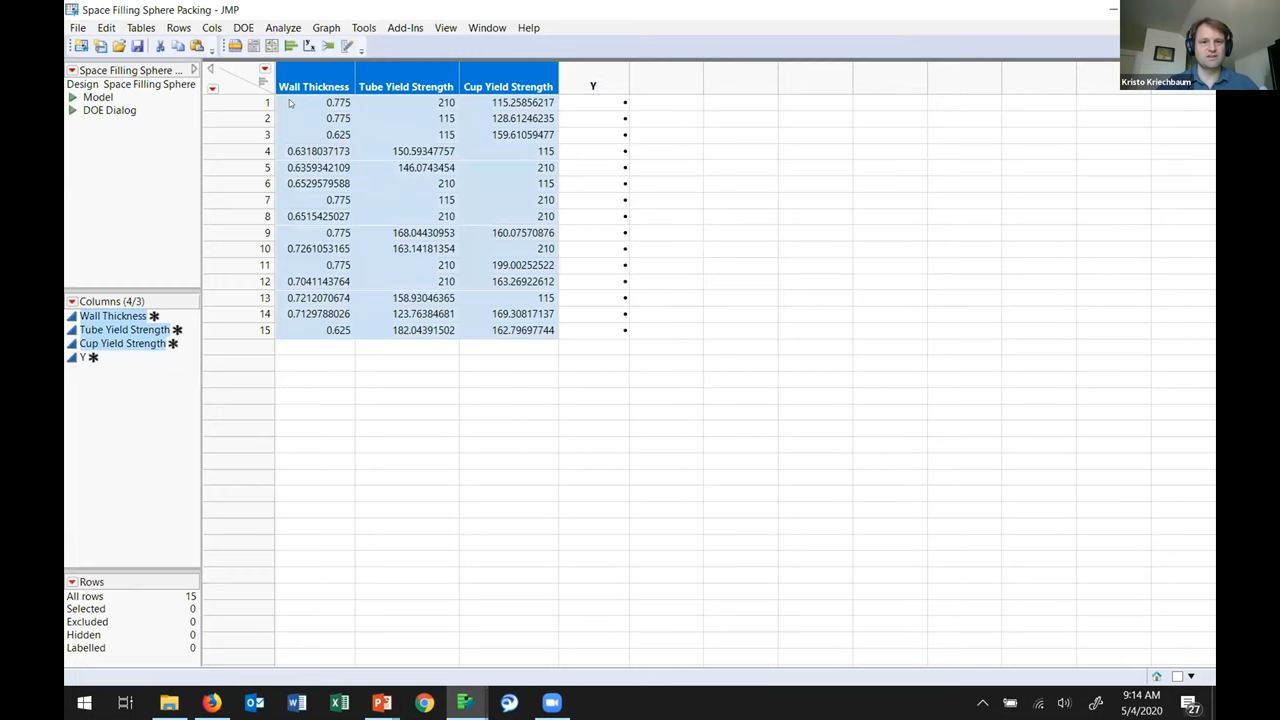 Space Filling Sphere Packing - JMP
File Edit Tables Rows Cols DOE Analyze Graph Tools Add-Ins View Window Help
Kristo Kriechbaum
Space Filling Sphere ...
Design Space Filling Sphere
Model
DOE Dialog
Wall Thickness Tube Yield Strength Cup Yield Strength Y
1 0.775 210 115.25856217 •
2 0.775 115 128.61246235 •
3 0.625 115 159.61059477 •
4 0.6318037173 150.59347757 115 •
5 0.6359342109 146.0743454 210 •
6 0.6529579588 210 115 •
7 0.775 115 210 •
8 0.6515425027 210 210 •
9 0.775 168.04430953 160.07570876 •
10 0.7261053165 163.14181354 210 •
11 0.775 210 199.00252522 •
12 0.7041143764 210 163.26922612 •
13 0.7212070674 158.93046365 115 •
14 0.7129788026 123.76384681 169.30817137 •
15 0.625 182.04391502 162.79697744 •
Columns (4/3)
Wall Thickness ✱
Tube Yield Strength ✱
Cup Yield Strength ✱
Y ✱
Rows
All rows 15
Selected 0
Excluded 0
Hidden 0
Labelled 0
9:14 AM
5/4/2020
27